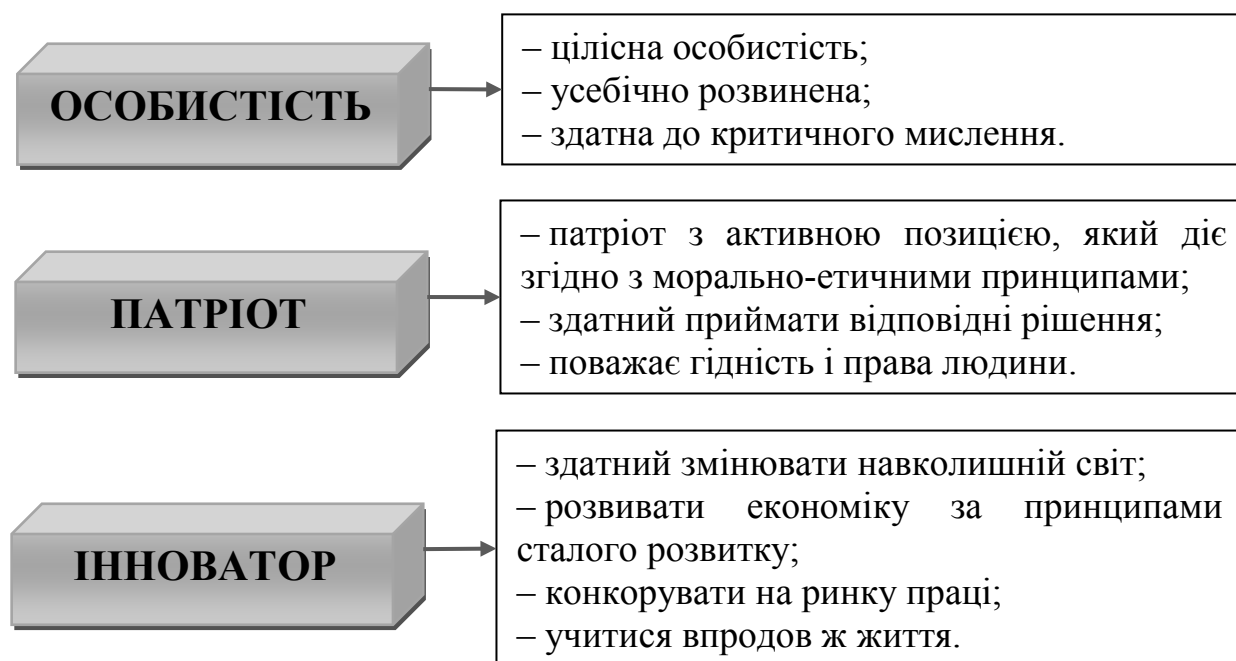 ОСОБИСТІСТЬ
– цілісна особистість;
– усебічно розвинена;
– здатна до критичного мислення.
ПАТРІОТ
– патріот з активною позицією, який діє
згідно з морально-етичними принципами;
– здатний приймати відповідні рішення;
– поважає гідність і права людини.
ІННОВАТОР
– здатний змінювати навколишній світ;
– розвивати економіку за принципами
сталого розвитку;
– конкорувати на ринку праці;
– учитися впродов ж життя.